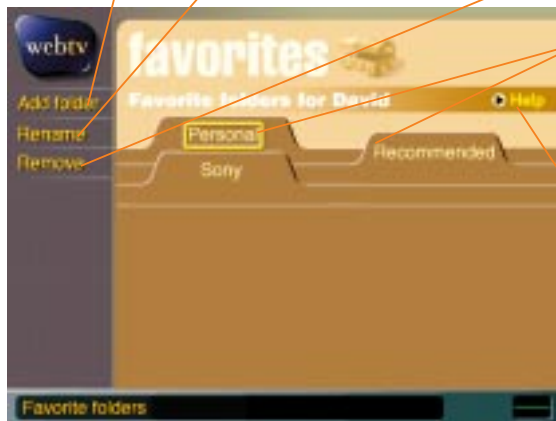 webtv
favorites
Add folder
Favorite folders for David
Help
Rename
Personal
Recommended
Remove
Sony
Favorite folders